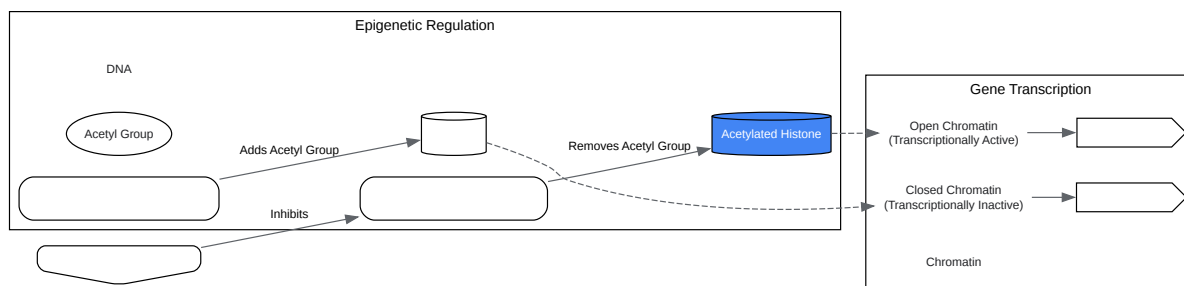 Epigenetic Regulation
DNA
Acetyl Group
Adds Acetyl Group
Removes Acetyl Group
Acetylated Histone
Inhibits
Gene Transcription
Open Chromatin
(Transcriptionally Active)
Closed Chromatin
(Transcriptionally Inactive)
Chromatin